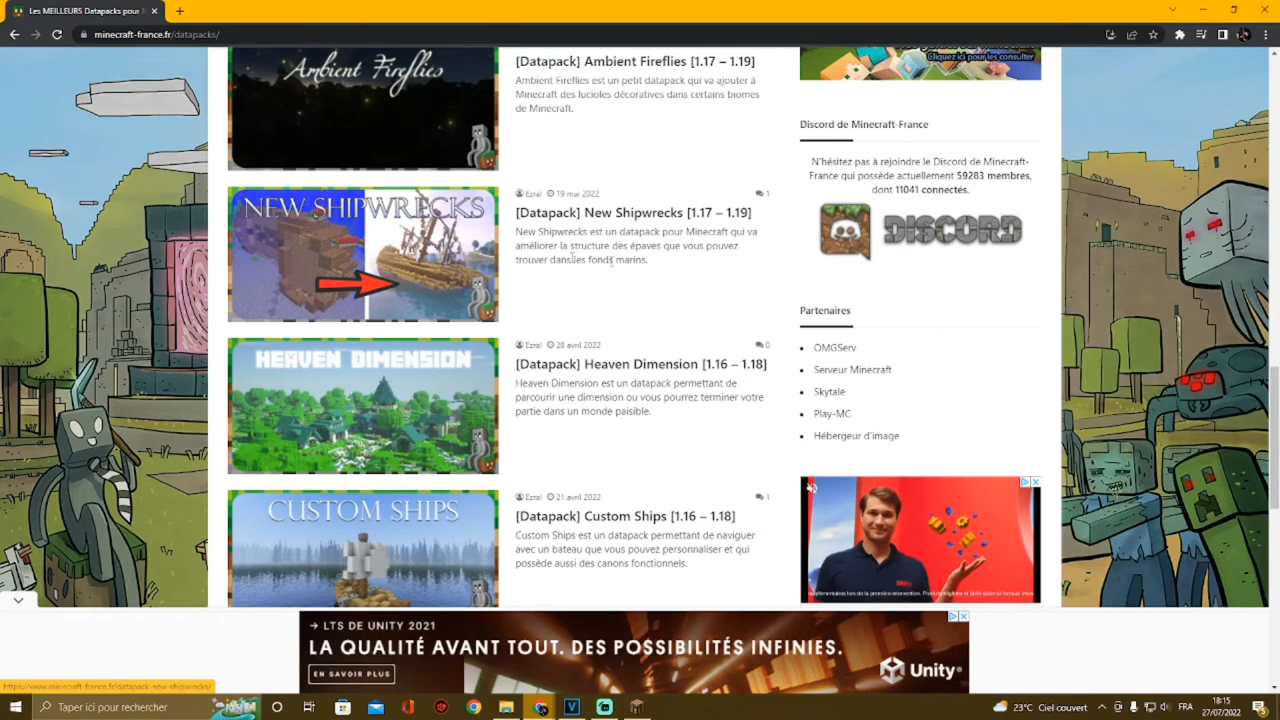 Les MEILLEURS Datapacks pour
minecraft-france.fr/datapacks/
Ambient Fireflies
[Datapack] Ambient Fireflies [1.17 – 1.19]
Ambient Fireflies est un petit datapack qui va ajouter à
Minecraft des lucioles décoratives dans certains biomes
de Minecraft.
NEW SHIPWRECKS
Ezral 19 mai 2022 1
[Datapack] New Shipwrecks [1.17 – 1.19]
New Shipwrecks est un datapack pour Minecraft qui va
améliorer la structure des épaves que vous pouvez
trouver dans les fonds marins.
HEAVEN DIMENSION
Ezral 28 avril 2022 0
[Datapack] Heaven Dimension [1.16 – 1.18]
Heaven Dimension est un datapack permettant de
parcourir une dimension ou vous pourrez terminer votre
partie dans un monde paisible.
CUSTOM SHIPS
Ezral 21 avril 2022 1
[Datapack] Custom Ships [1.16 – 1.18]
Custom Ships est un datapack permettant de naviguer
avec un bateau que vous pouvez personnaliser et qui
possède aussi des canons fonctionnels.
Cliquez ici pour les consulter
Discord de Minecraft-France
N'hésitez pas à rejoindre le Discord de Minecraft-
France qui possède actuellement 59283 membres,
dont 11041 connectés.
DISCORD
Partenaires
OMGServ
Serveur Minecraft
Skytale
Play-MC
Hébergeur d'image
→ LTS DE UNITY 2021
LA QUALITÉ AVANT TOUT. DES POSSIBILITÉS INFINIES.
EN SAVOIR PLUS
Unity
https://www.minecraft-france.fr/datapack-new-shipwrecks/
Taper ici pour rechercher
23°C Ciel couvert
FRA
18:15
27/07/2022